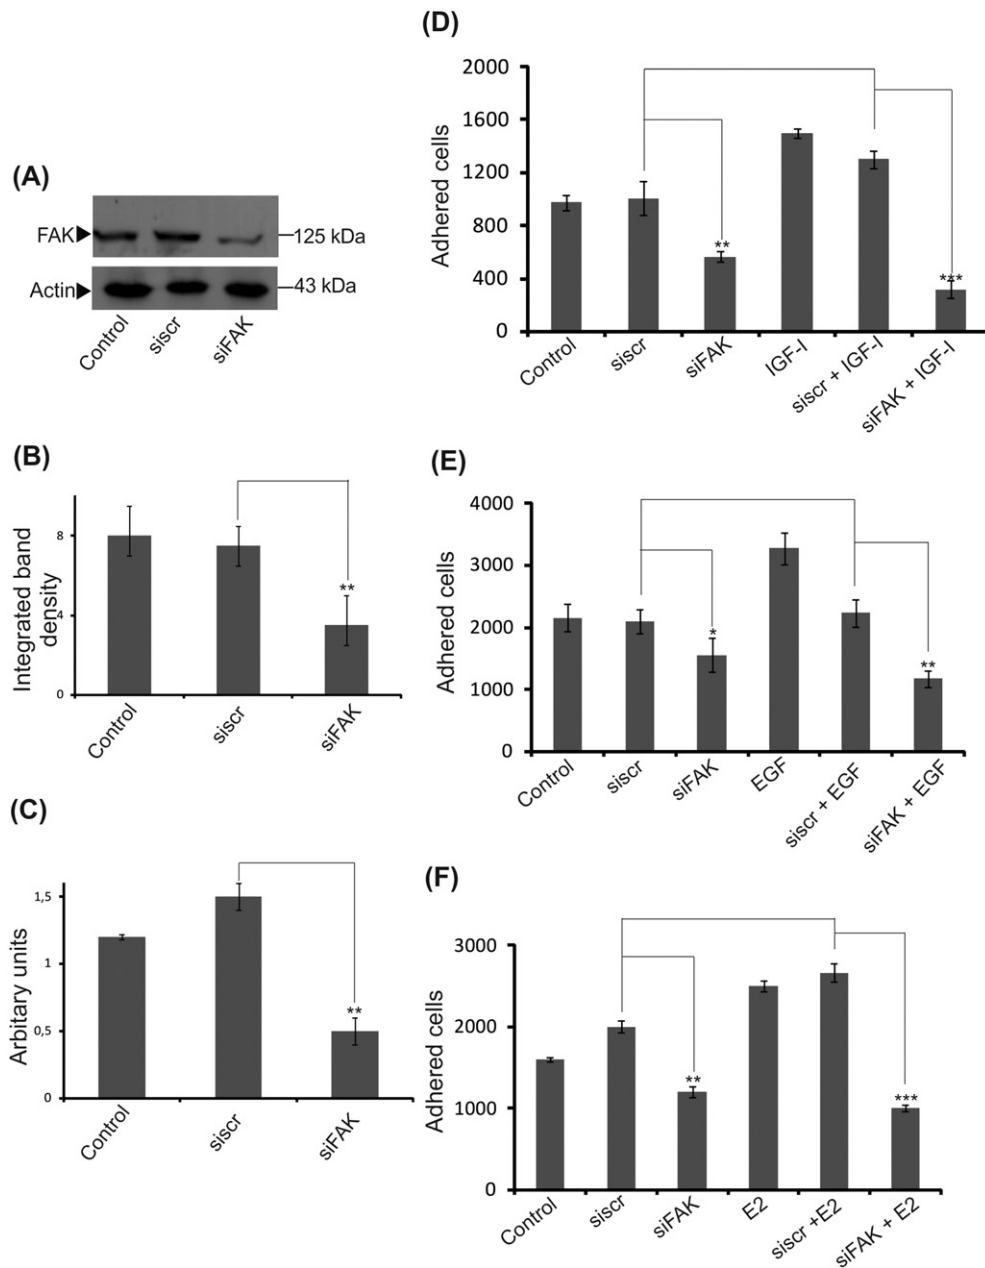 (A)
FAK
125 kDa
Actin
43 kDa
Control
siscr
siFAK
(B)
Integrated band
density
8
4
0
**
Control
siscr
siFAK
(C)
Arbitary units
1,5
1
0,5
0
**
Control
siscr
siFAK
(D)
Adhered cells
2000
1600
1200
800
400
0
**
***
Control
siscr
siFAK
IGF-I
siscr + IGF-I
siFAK + IGF-I
(E)
Adhered cells
4000
3000
2000
1000
0
*
**
Control
siscr
siFAK
EGF
siscr + EGF
siFAK + EGF
(F)
Adhered cells
3000
2000
1000
0
**
***
Control
siscr
siFAK
E2
siscr +E2
siFAK + E2